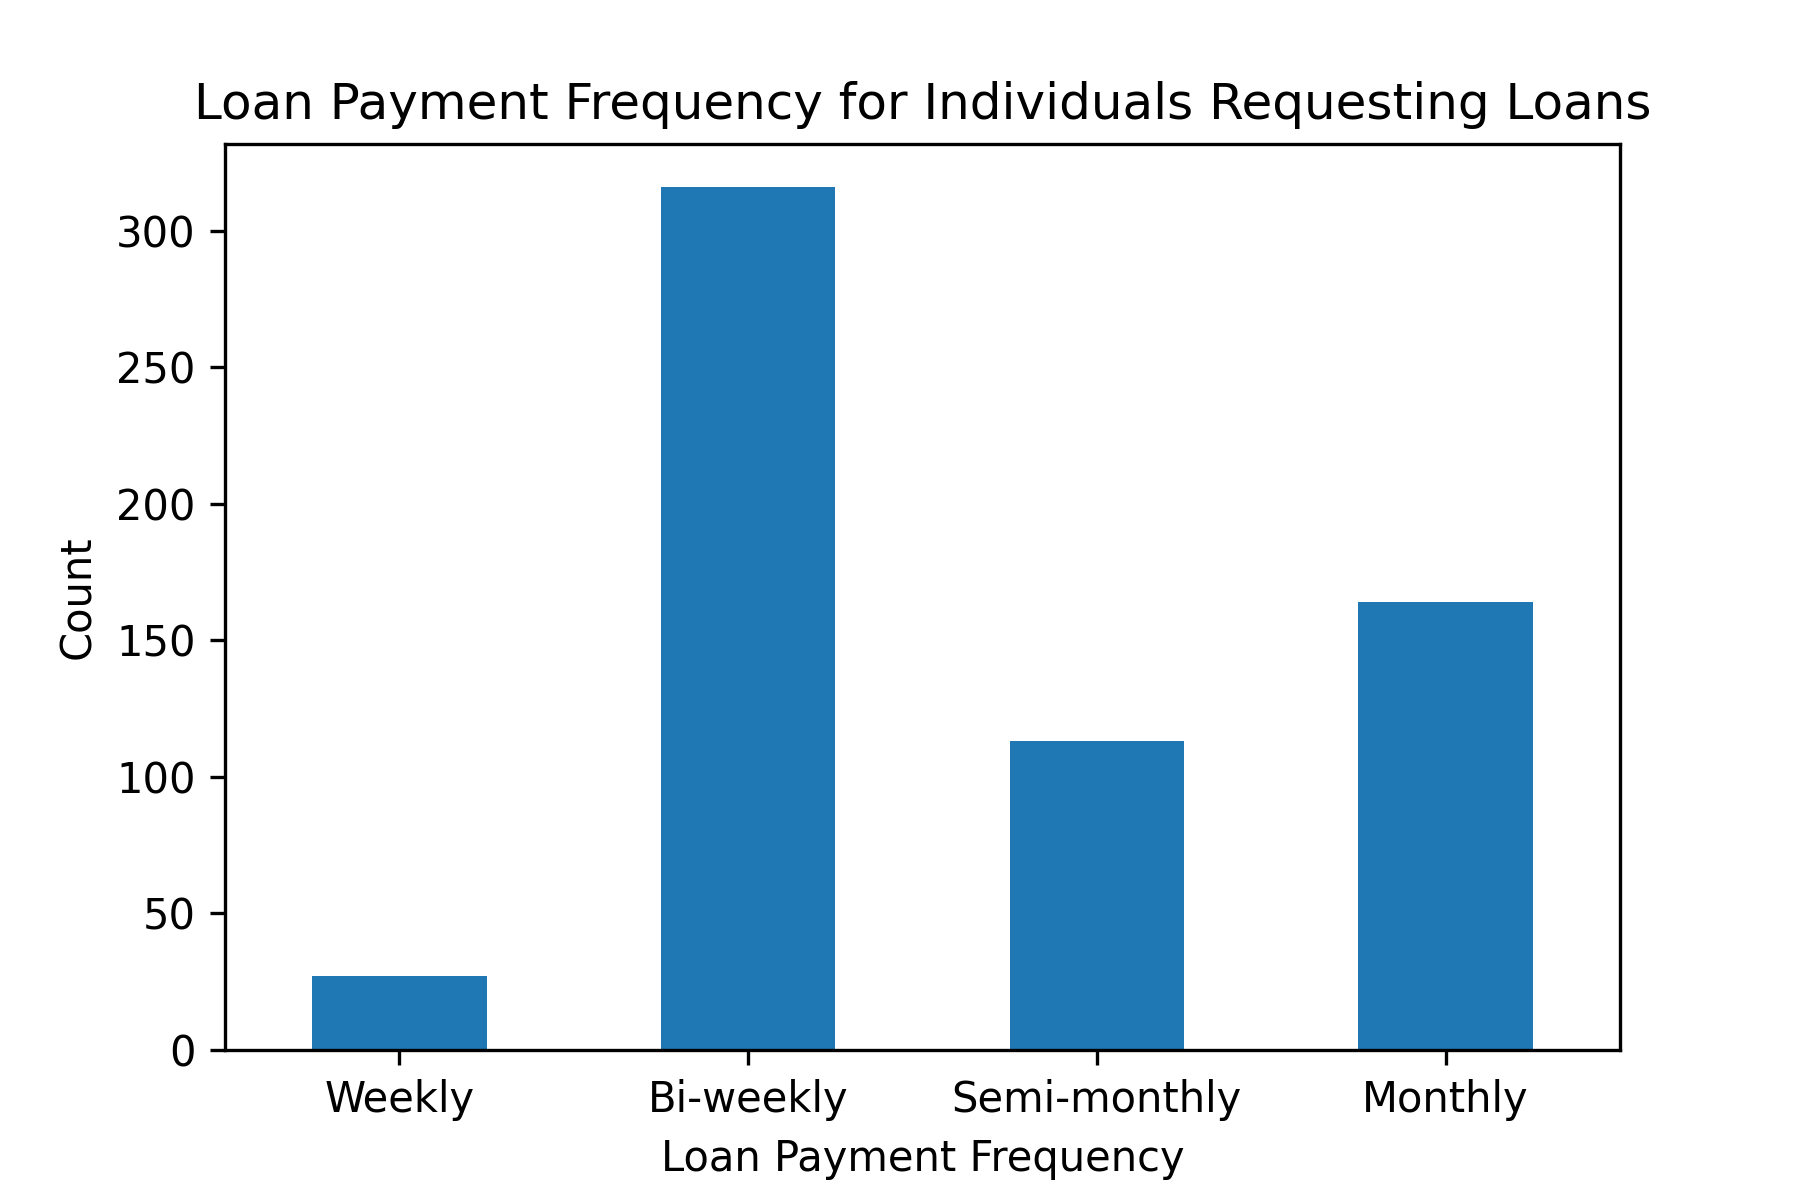 Loan Payment Frequency for Individuals Requesting Loans
300
250
200
150
100
50
0
Count
Weekly Bi-weekly Semi-monthly Monthly
Loan Payment Frequency